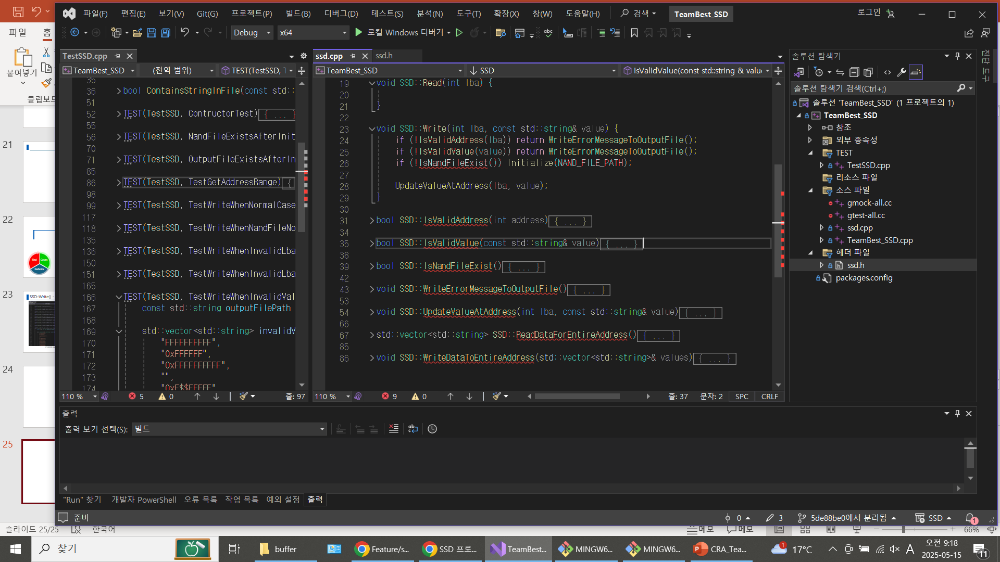 파일(F) 편집(E) 보기(V) Git(G) 프로젝트(P) 빌드(B) 디버그(D) 테스트(S) 분석(N) 도구(T) 확장(X) 창(W) 도움말(H) 검색 TeamBest_SSD 로그인
파일 홈
Debug x64 로컬 Windows 디버거
붙여넣기
클립보드
TestSSD.cpp
TeamBest_SSD (전역 범위) TEST(TestSSD, T
35
36 bool ContainsStringInFile(const std::
51
52 TEST(TestSSD, ContructorTest) { ... }
55
56 TEST(TestSSD, NandFileExistsAfterInit
70
71 TEST(TestSSD, OutputFileExistsAfterIn
85
86 TEST(TestSSD, TestGetAddressRange) {
98
99 TEST(TestSSD, TestWriteWhenNormalCase
117
118 TEST(TestSSD, TestWriteWhenNandFileNo
135
136 TEST(TestSSD, TestWriteWhenInvalidLba
150
151 TEST(TestSSD, TestWriteWhenInvalidLba
165
166 TEST(TestSSD, TestWriteWhenInvalidVal
167 const std::string outputFilePath
168
169 std::vector<std::string> invalidV
170 "FFFFFFFFFF",
171 "0xFFFFFF",
172 "0xFFFFFFFFFF",
173 "",
174 "0xF$$FFFFF"
110 % 5 0 줄: 97
ssd.cpp ssd.h
TeamBest_SSD SSD IsValidValue(const std::string & valu
19 void SSD::Read(int lba) {
20
21 }
22
23 void SSD::Write(int lba, const std::string& value) {
24 if (!IsValidAddress(lba)) return WriteErrorMessageToOutputFile();
25 if (!IsValidValue(value)) return WriteErrorMessageToOutputFile();
26 if (!IsNandFileExist()) Initialize(NAND_FILE_PATH);
27
28 UpdateValueAtAddress(lba, value);
29 }
30
31 bool SSD::IsValidAddress(int address) { ... }
34
35 bool SSD::IsValidValue(const std::string& value) { ... }
38
39 bool SSD::IsNandFileExist() { ... }
42
43 void SSD::WriteErrorMessageToOutputFile() { ... }
53
54 void SSD::UpdateValueAtAddress(int lba, const std::string& value) { ... }
66
67 std::vector<std::string> SSD::ReadDataForEntireAddress() { ... }
85
86 void SSD::WriteDataToEntireAddress(std::vector<std::string>& values) { ... }
110 % 9 0 줄: 37 문자: 2 SPC CRLF
솔루션 탐색기
솔루션 탐색기 검색(Ctrl+;)
솔루션 'TeamBest_SSD' (1 프로젝트의 1)
TeamBest_SSD
참조
외부 종속성
TEST
TestSSD.cpp
리소스 파일
소스 파일
gmock-all.cc
gtest-all.cc
ssd.cpp
TeamBest_SSD.cpp
헤더 파일
ssd.h
packages.config
진단 도구
21
22
Red Green
Refactor
23
SSD::Write() -
24
25
출력
출력 보기 선택(S): 빌드
"Run" 찾기 개발자 PowerShell 오류 목록 작업 목록 예외 설정 출력
준비 0 3 5de88be0에서 분리됨 SSD 1
슬라이드 25/25 한국어 메모 메모 66%
찾기 buffer Feature/s... SSD 프로... TeamBest... MINGW6... MINGW6... CRA_Tea... 1 17°C A 오전 9:18
2025-05-15 11